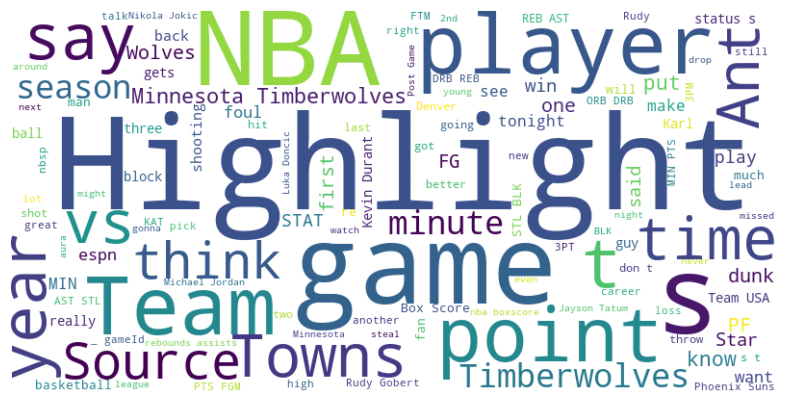 talk
Nikola Jokic
NBA
right
FTM
2nd
REB AST
Rudy
status s
say
Wolves
back
player
Ant
talk
drop
still
around
gets
season
man
next
Minnesota Timberwolves
Post Game
Denver
DRB REB
young
see
win
ORB DRB
will
put
make
3PM
one
Karl
ball
three
shooting
foul
hit
last
going
tonight
Highlight
nbsp
block
Luka Doncic
first
Kevin Durant
got
better
FG
STL BLK
new
said
MIN PTS
play
much
lead
lot
shot
great
might
KAT
aura
gonna
pick
vs
STAT
re
watch
minute
BLK
night
3PT
guy
don t
time
missed
never
year
espn
MIN
AST STL
really
think
Michael Jordan
game
even
t
career
s
dunk
Team USA
Team
two
another
steal
Box Score
fan
nba boxscore
Jayson Tatum
point
loss
PF
throw
Star
_ gameId
Minnesota
rebounds assists
Source
Towns
know
s t
want
basketball
league
PTS FGM
high
Rudy Gobert
Timberwolves
Phoenix Suns